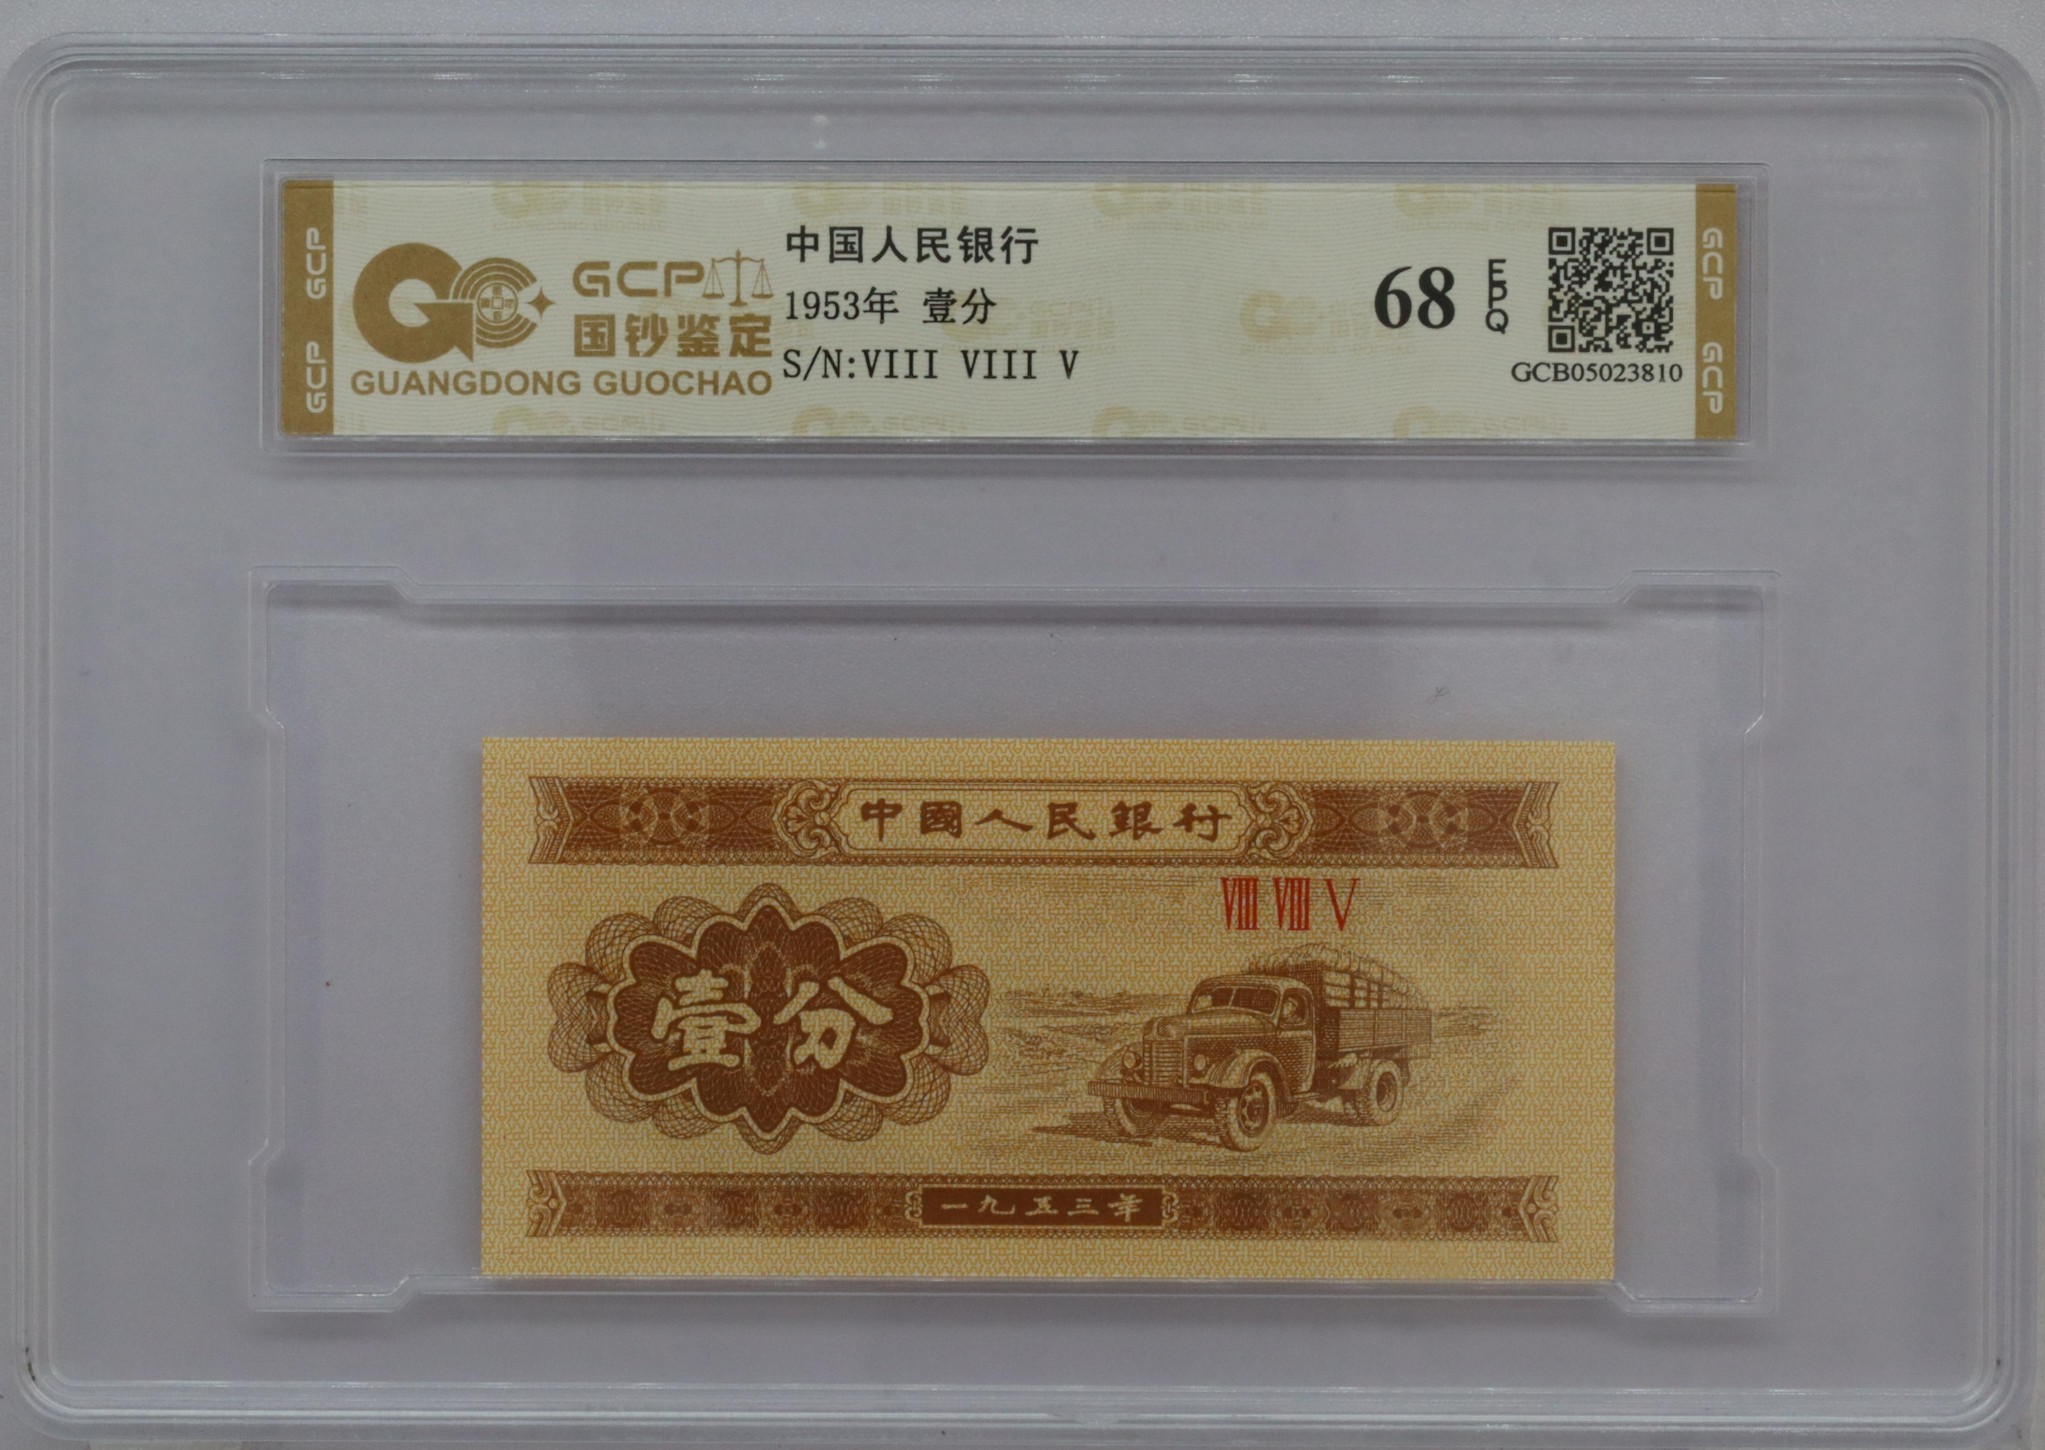 GCP
GCP
GCP
国钞鉴定
GUANGDONG GUOCHAO
中国人民银行
1953年 壹分
S/N:VIII VIII V
68
EPQ
GCB05023810
GCP
GCP
中國人民銀行
VIII VIII V
壹分
一九五三年